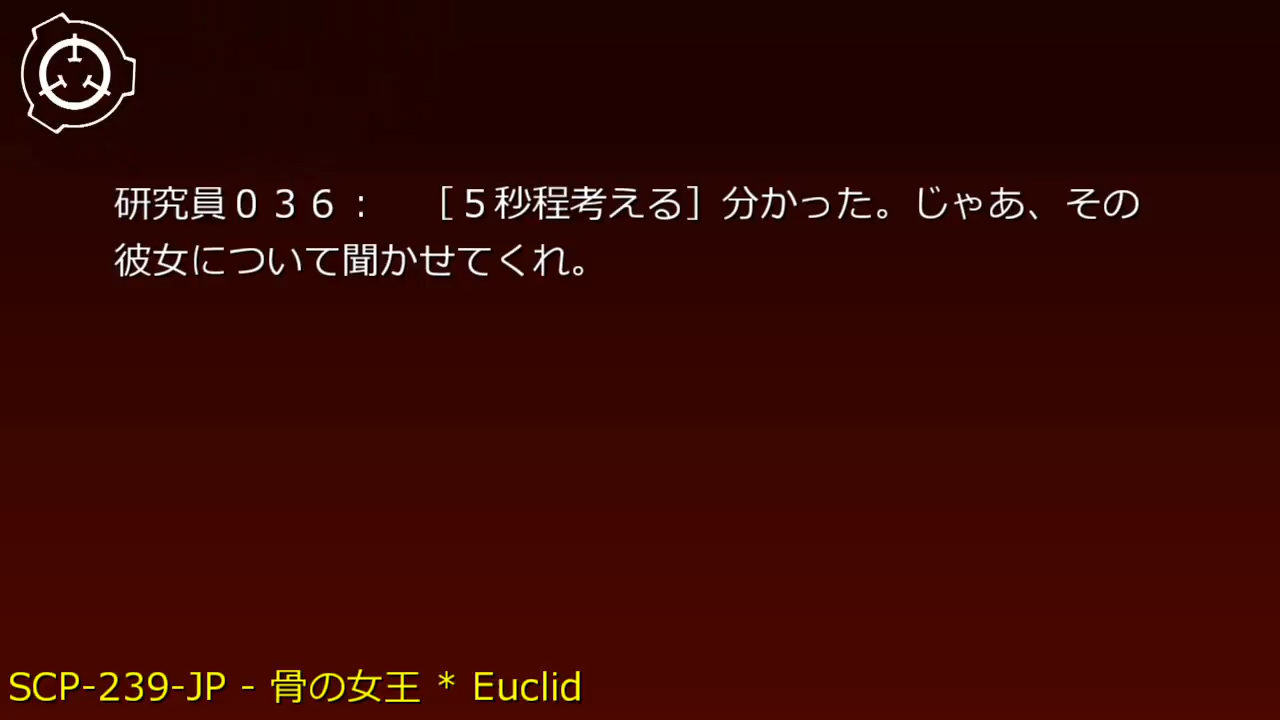 研究員０３６：　［５秒程考える］分かった。じゃあ、その
彼女について聞かせてくれ。
SCP-239-JP - 骨の女王 * Euclid